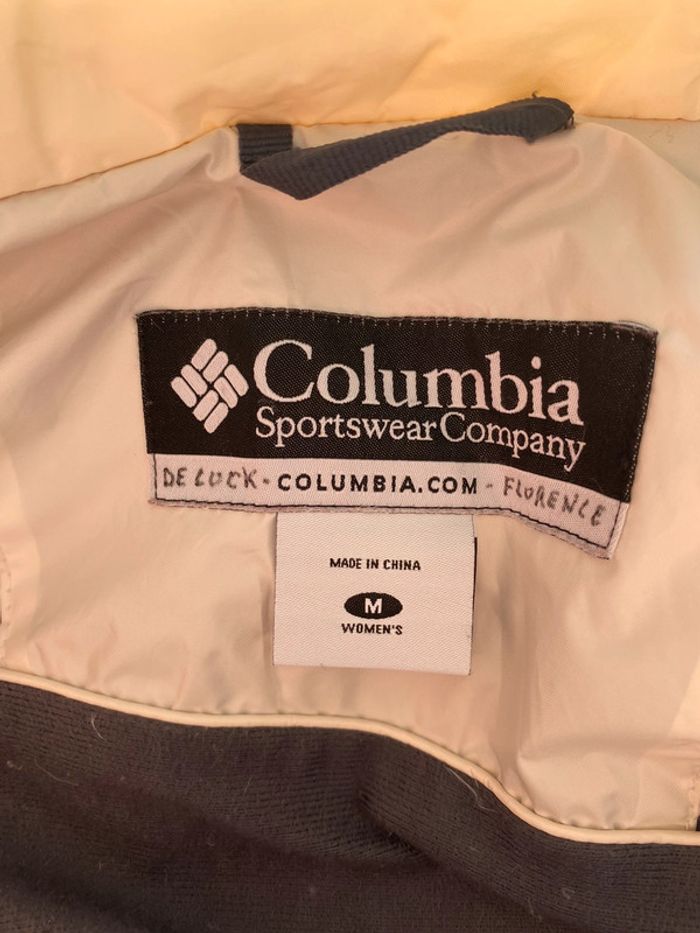 Columbia
Sportswear Company
DE LUCK - COLUMBIA.COM - FLORENCE
MADE IN CHINA
M
WOMEN'S